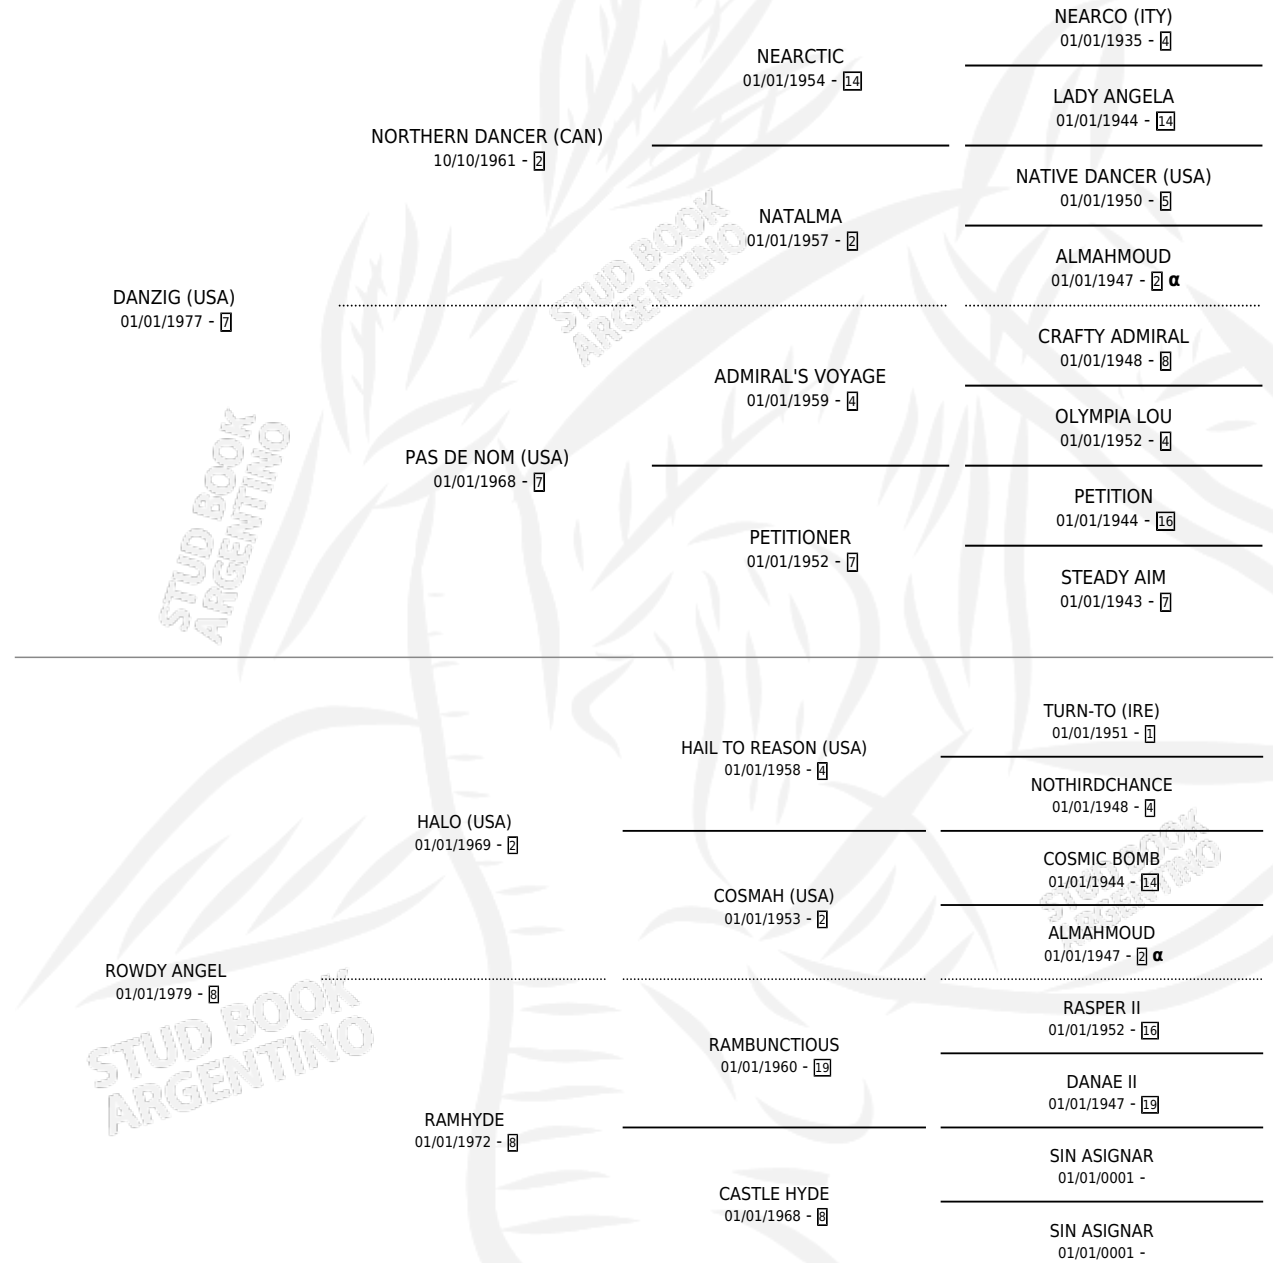 NEARCO (ITY)
01/01/1935 - 4
NEARCTIC
01/01/1954 - 14
LADY ANGELA
01/01/1944 - 14
NORTHERN DANCER (CAN)
10/10/1961 - 2
NATIVE DANCER (USA)
01/01/1950 - 5
NATALMA
01/01/1957 - 2
ALMAHMOUD
01/01/1947 - 2 α
DANZIG (USA)
01/01/1977 - 7
CRAFTY ADMIRAL
01/01/1948 - 8
ADMIRAL'S VOYAGE
01/01/1959 - 4
OLYMPIA LOU
01/01/1952 - 4
PAS DE NOM (USA)
01/01/1968 - 7
PETITION
01/01/1944 - 16
PETITIONER
01/01/1952 - 7
STEADY AIM
01/01/1943 - 7
TURN-TO (IRE)
01/01/1951 - 1
HAIL TO REASON (USA)
01/01/1958 - 4
NOTHIRDCHANCE
01/01/1948 - 4
HALO (USA)
01/01/1969 - 2
COSMIC BOMB
01/01/1944 - 14
COSMAH (USA)
01/01/1953 - 2
ALMAHMOUD
01/01/1947 - 2 α
ROWDY ANGEL
01/01/1979 - 8
RASPER II
01/01/1952 - 16
RAMBUNCTIOUS
01/01/1960 - 19
DANAE II
01/01/1947 - 19
RAMHYDE
01/01/1972 - 8
SIN ASIGNAR
01/01/0001 -
CASTLE HYDE
01/01/1968 - 8
SIN ASIGNAR
01/01/0001 -
STUD BOOK
ARGENTINO
STUD BOOK
ARGENTINO
STUD BOOK
ARGENTINO
STUD BOOK
ARGENTINO